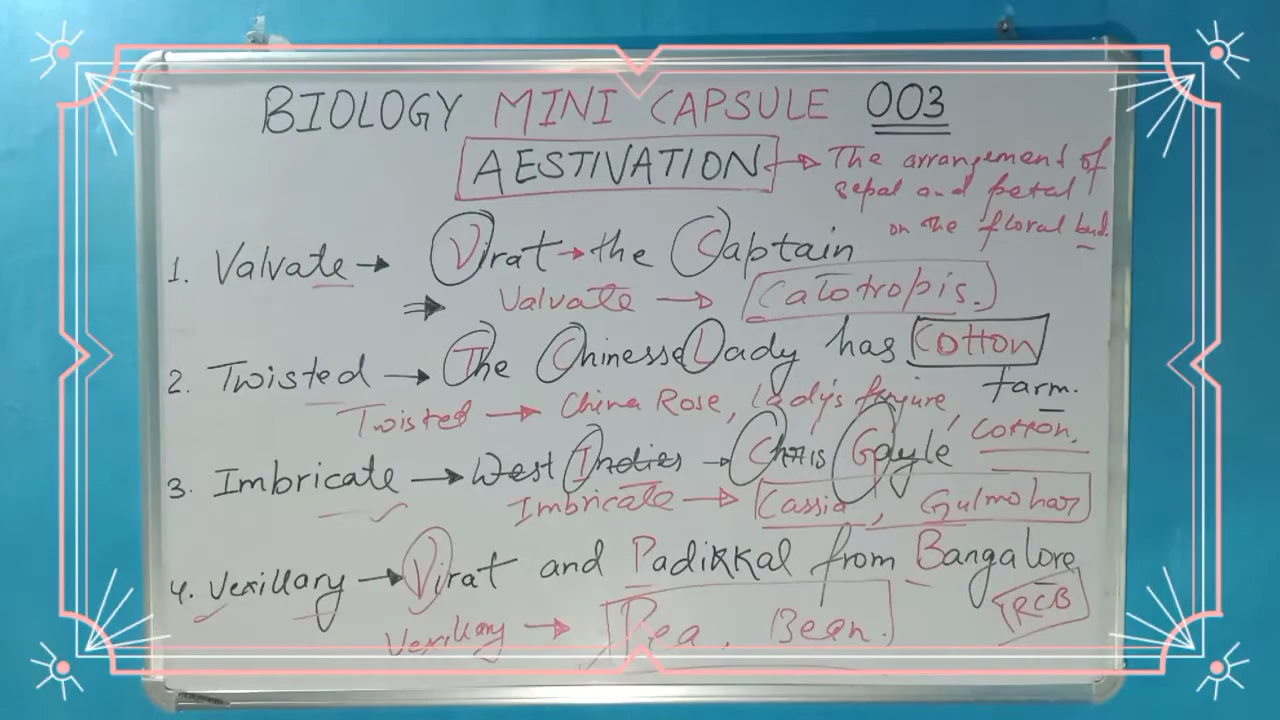 BIOLOGY MINI CAPSULE 003
AESTIVATION → The arrangement of
sepal and petal
on the floral bud.
1. Valvate → Virat → the Captain
⇒ Valvate → Calotropis.
2. Twisted → The Chinesse Lady has Cotton
farm.
Twisted → China Rose, Lady's finjure, Cotton.
3. Imbricate → West Indies → Chris Gayle
Imbricate → Cassia, Gulmohar
4. Vexillary → Virat and Padikkal from Bangalore
RCB
Vexillary → Pea, Bean.